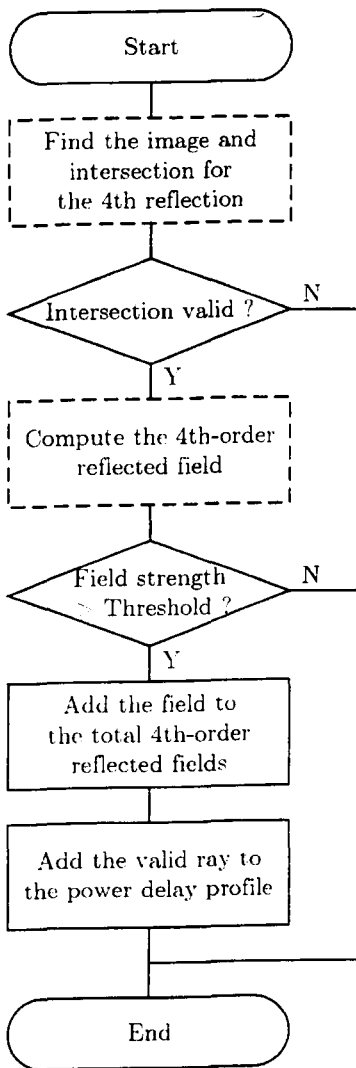 Start
Find the image and
intersection for
the 4th reflection
Intersection valid ?
N
Y
Compute the 4th-order
reflected field
Field strength
N
> Threshold ?
Y
Add the field to
the total 4th-order
reflected fields
Add the valid ray to
the power delay profile
End